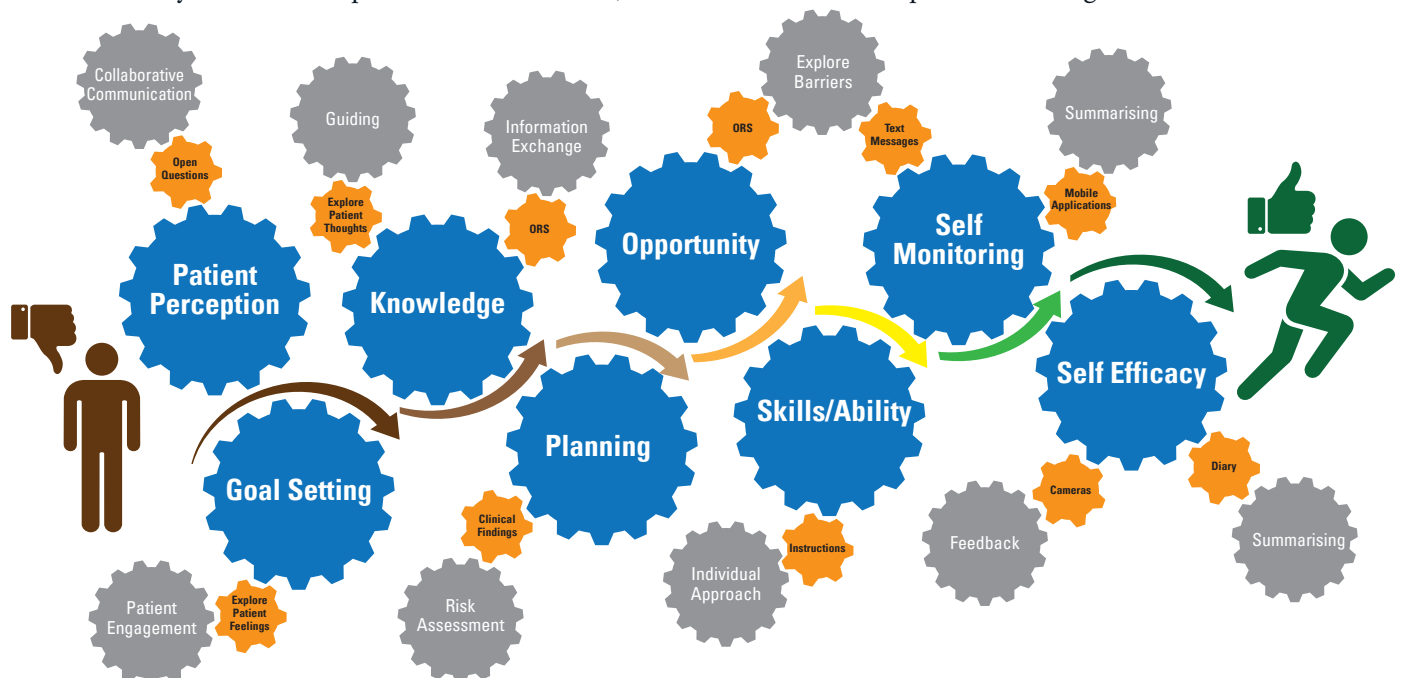 Collaborative
Communication
Open
Questions
Patient
Perception
Goal Setting
Patient
Engagement
Explore
Patient
Feelings
Guiding
Explore
Patient
Thoughts
Knowledge
Information
Exchange
ORS
Planning
Clinical
Findings
Risk
Assessment
Opportunity
ORS
Explore
Barriers
Text
Messages
Skills/Ability
Instructions
Individual
Approach
Self
Monitoring
Mobile
Applications
Summarising
Self Efficacy
Cameras
Feedback
Diary
Summarising